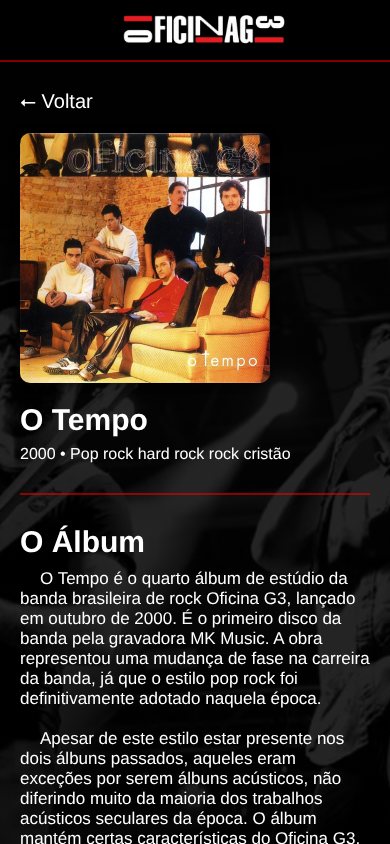 OFICINAG3
← Voltar
oficina G3
o Tempo
O Tempo
2000 • Pop rock hard rock rock cristão
O Álbum
O Tempo é o quarto álbum de estúdio da
banda brasileira de rock Oficina G3, lançado
em outubro de 2000. É o primeiro disco da
banda pela gravadora MK Music. A obra
representou uma mudança de fase na carreira
da banda, já que o estilo pop rock foi
definitivamente adotado naquela época.
Apesar de este estilo estar presente nos
dois álbuns passados, aqueles eram
exceções por serem álbuns acústicos, não
diferindo muito da maioria dos trabalhos
acústicos seculares da época. O álbum
mantém certas características do Oficina G3,